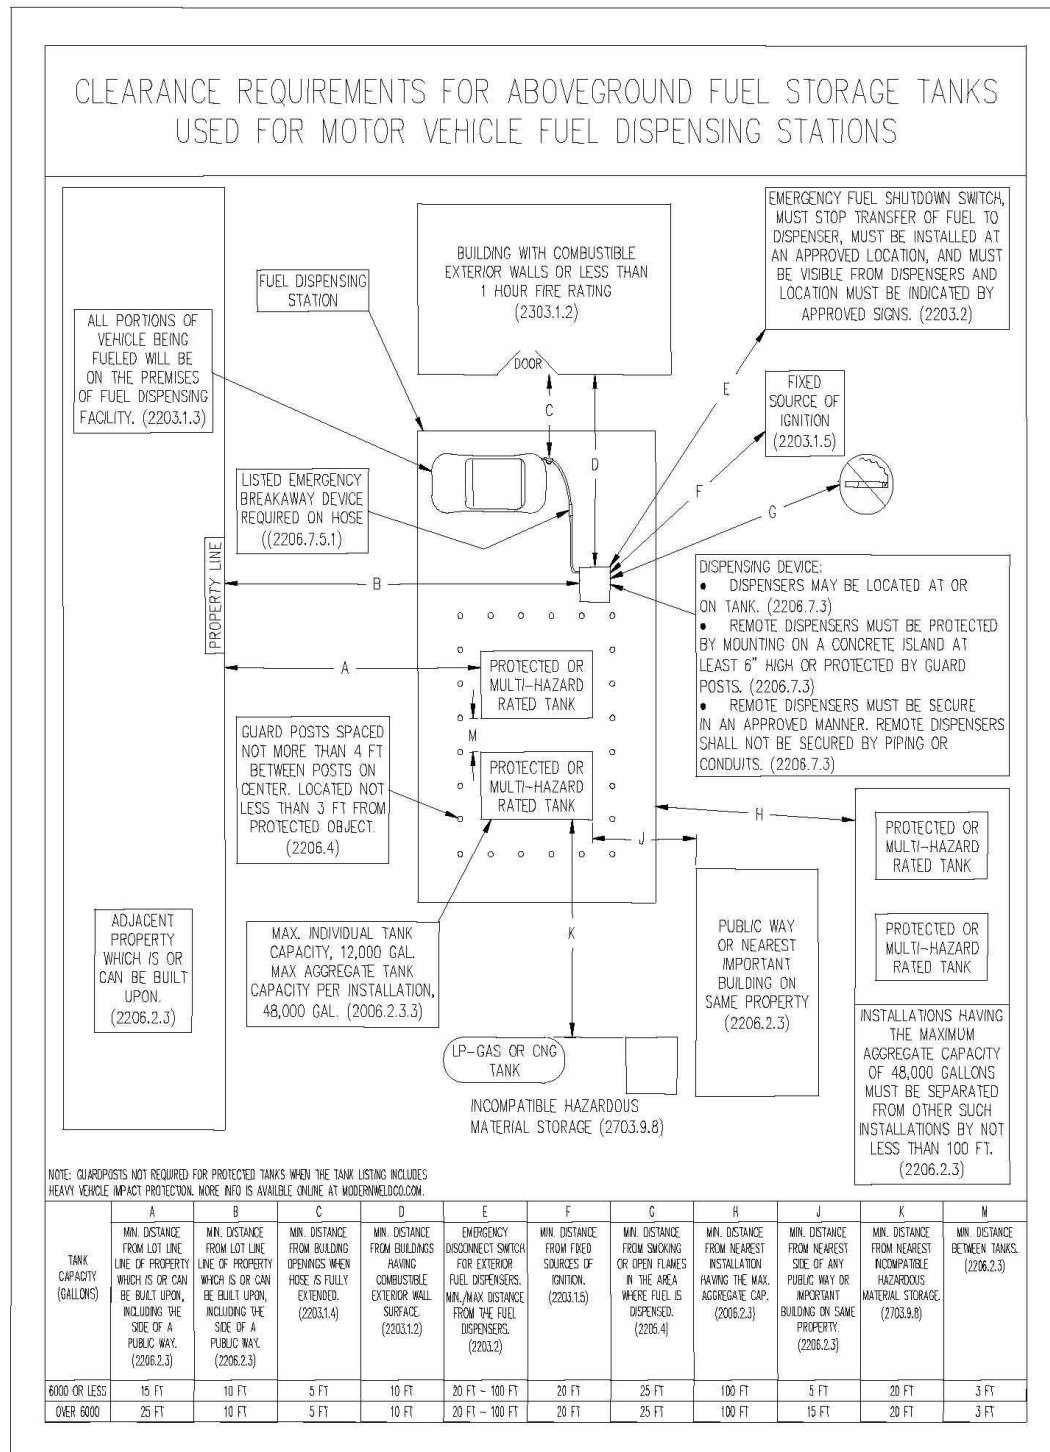 CLEARANCE REQUIREMENTS FOR ABOVEGROUND FUEL STORAGE TANKS
USED FOR MOTOR VEHICLE FUEL DISPENSING STATIONS
EMERGENCY FUEL SHUTDOWN SWITCH,
MUST STOP TRANSFER OF FUEL TO
DISPENSER, MUST BE INSTALLED AT
AN APPROVED LOCATION, AND MUST
BE VISIBLE FROM DISPENSERS AND
LOCATION MUST BE INDICATED BY
APPROVED SIGNS. (2203.2)
BUILDING WITH COMBUSTIBLE
EXTERIOR WALLS OR LESS THAN
1 HOUR FIRE RATING
(2303.1.2)
DOOR
FUEL DISPENSING
STATION
ALL PORTIONS OF
VEHICLE BEING
FUELED WILL BE
ON THE PREMISES
OF FUEL DISPENSING
FACILITY. (2203.1.3)
FIXED
SOURCE OF
IGNITION
(2203.1.5)
E
C
D
F
G
LISTED EMERGENCY
BREAKAWAY DEVICE
REQUIRED ON HOSE
((2206.7.5.1)
PROPERTY LINE
B
DISPENSING DEVICE:
• DISPENSERS MAY BE LOCATED AT OR
ON TANK. (2206.7.3)
• REMOTE DISPENSERS MUST BE PROTECTED
BY MOUNTING ON A CONCRETE ISLAND AT
LEAST 6" HIGH OR PROTECTED BY GUARD
POSTS. (2206.7.3)
• REMOTE DISPENSERS MUST BE SECURE
IN AN APPROVED MANNER. REMOTE DISPENSERS
SHALL NOT BE SECURED BY PIPING OR
CONDUITS. (2206.7.3)
A
PROTECTED OR
MULTI-HAZARD
RATED TANK
M
PROTECTED OR
MULTI-HAZARD
RATED TANK
GUARD POSTS SPACED
NOT MORE THAN 4 FT
BETWEEN POSTS ON
CENTER. LOCATED NOT
LESS THAN 3 FT FROM
PROTECTED OBJECT.
(2206.4)
H
J
K
PROTECTED OR
MULTI-HAZARD
RATED TANK
PROTECTED OR
MULTI-HAZARD
RATED TANK
ADJACENT
PROPERTY
WHICH IS OR
CAN BE BUILT
UPON.
(2206.2.3)
MAX. INDIVIDUAL TANK
CAPACITY, 12,000 GAL.
MAX AGGREGATE TANK
CAPACITY PER INSTALLATION,
48,000 GAL. (2006.2.3.3)
PUBLIC WAY
OR NEAREST
IMPORTANT
BUILDING ON
SAME PROPERTY
(2206.2.3)
INSTALLATIONS HAVING
THE MAXIMUM
AGGREGATE CAPACITY
OF 48,000 GALLONS
MUST BE SEPARATED
FROM OTHER SUCH
INSTALLATIONS BY NOT
LESS THAN 100 FT.
(2206.2.3)
LP-GAS OR CNG
TANK
INCOMPATIBLE HAZARDOUS
MATERIAL STORAGE (2703.9.8)
NOTE: GUARDPOSTS NOT REQUIRED FOR PROTECTED TANKS WHEN THE TANK LISTING INCLUDES
HEAVY VEHICLE IMPACT PROTECTION. MORE INFO IS AVAILBLE ONLINE AT MODERNWELDCO.COM.
TANK
CAPACITY
(GALLONS)
A
MIN. DISTANCE
FROM LOT LINE
LINE OF PROPERTY
WHICH IS OR CAN
BE BUILT UPON,
INCLUDING THE
SIDE OF A
PUBLIC WAY.
(2206.2.3)
B
MIN. DISTANCE
FROM LOT LINE
LINE OF PROPERTY
WHICH IS OR CAN
BE BUILT UPON,
INCLUDING THE
SIDE OF A
PUBLIC WAY.
(2206.2.3)
C
MIN. DISTANCE
FROM BUILDING
OPENINGS WHEN
HOSE IS FULLY
EXTENDED.
(2203.1.4)
D
MIN. DISTANCE
FROM BUILDINGS
HAVING
COMBUSTIBLE
EXTERIOR WALL
SURFACE.
(2203.1.2)
E
EMERGENCY
DISCONNECT SWITCH
FOR EXTERIOR
FUEL DISPENSERS.
MIN./MAX DISTANCE
FROM THE FUEL
DISPENSERS.
(2203.2)
F
MIN. DISTANCE
FROM FIXED
SOURCES OF
IGNITION.
(2203.1.5)
G
MIN. DISTANCE
FROM SMOKING
OR OPEN FLAMES
IN THE AREA
WHERE FUEL IS
DISPENSED.
(2205.4)
H
MIN. DISTANCE
FROM NEAREST
INSTALLATION
HAVING THE MAX.
AGGREGATE CAP.
(2006.2.3)
J
MIN. DISTANCE
FROM NEAREST
SIDE OF ANY
PUBLIC WAY OR
IMPORTANT
BUILDING ON SAME
PROPERTY.
(2206.2.3)
K
MIN. DISTANCE
FROM NEAREST
INCOMPATIBLE
HAZARDOUS
MATERIAL STORAGE.
(2703.9.8)
M
MIN. DISTANCE
BETWEEN TANKS.
(2206.2.3)
6000 OR LESS 15 FT 10 FT 5 FT 10 FT 20 FT - 100 FT 20 FT 25 FT 100 FT 5 FT 20 FT 3 FT
OVER 6000 25 FT 10 FT 5 FT 10 FT 20 FT - 100 FT 20 FT 25 FT 100 FT 15 FT 20 FT 3 FT